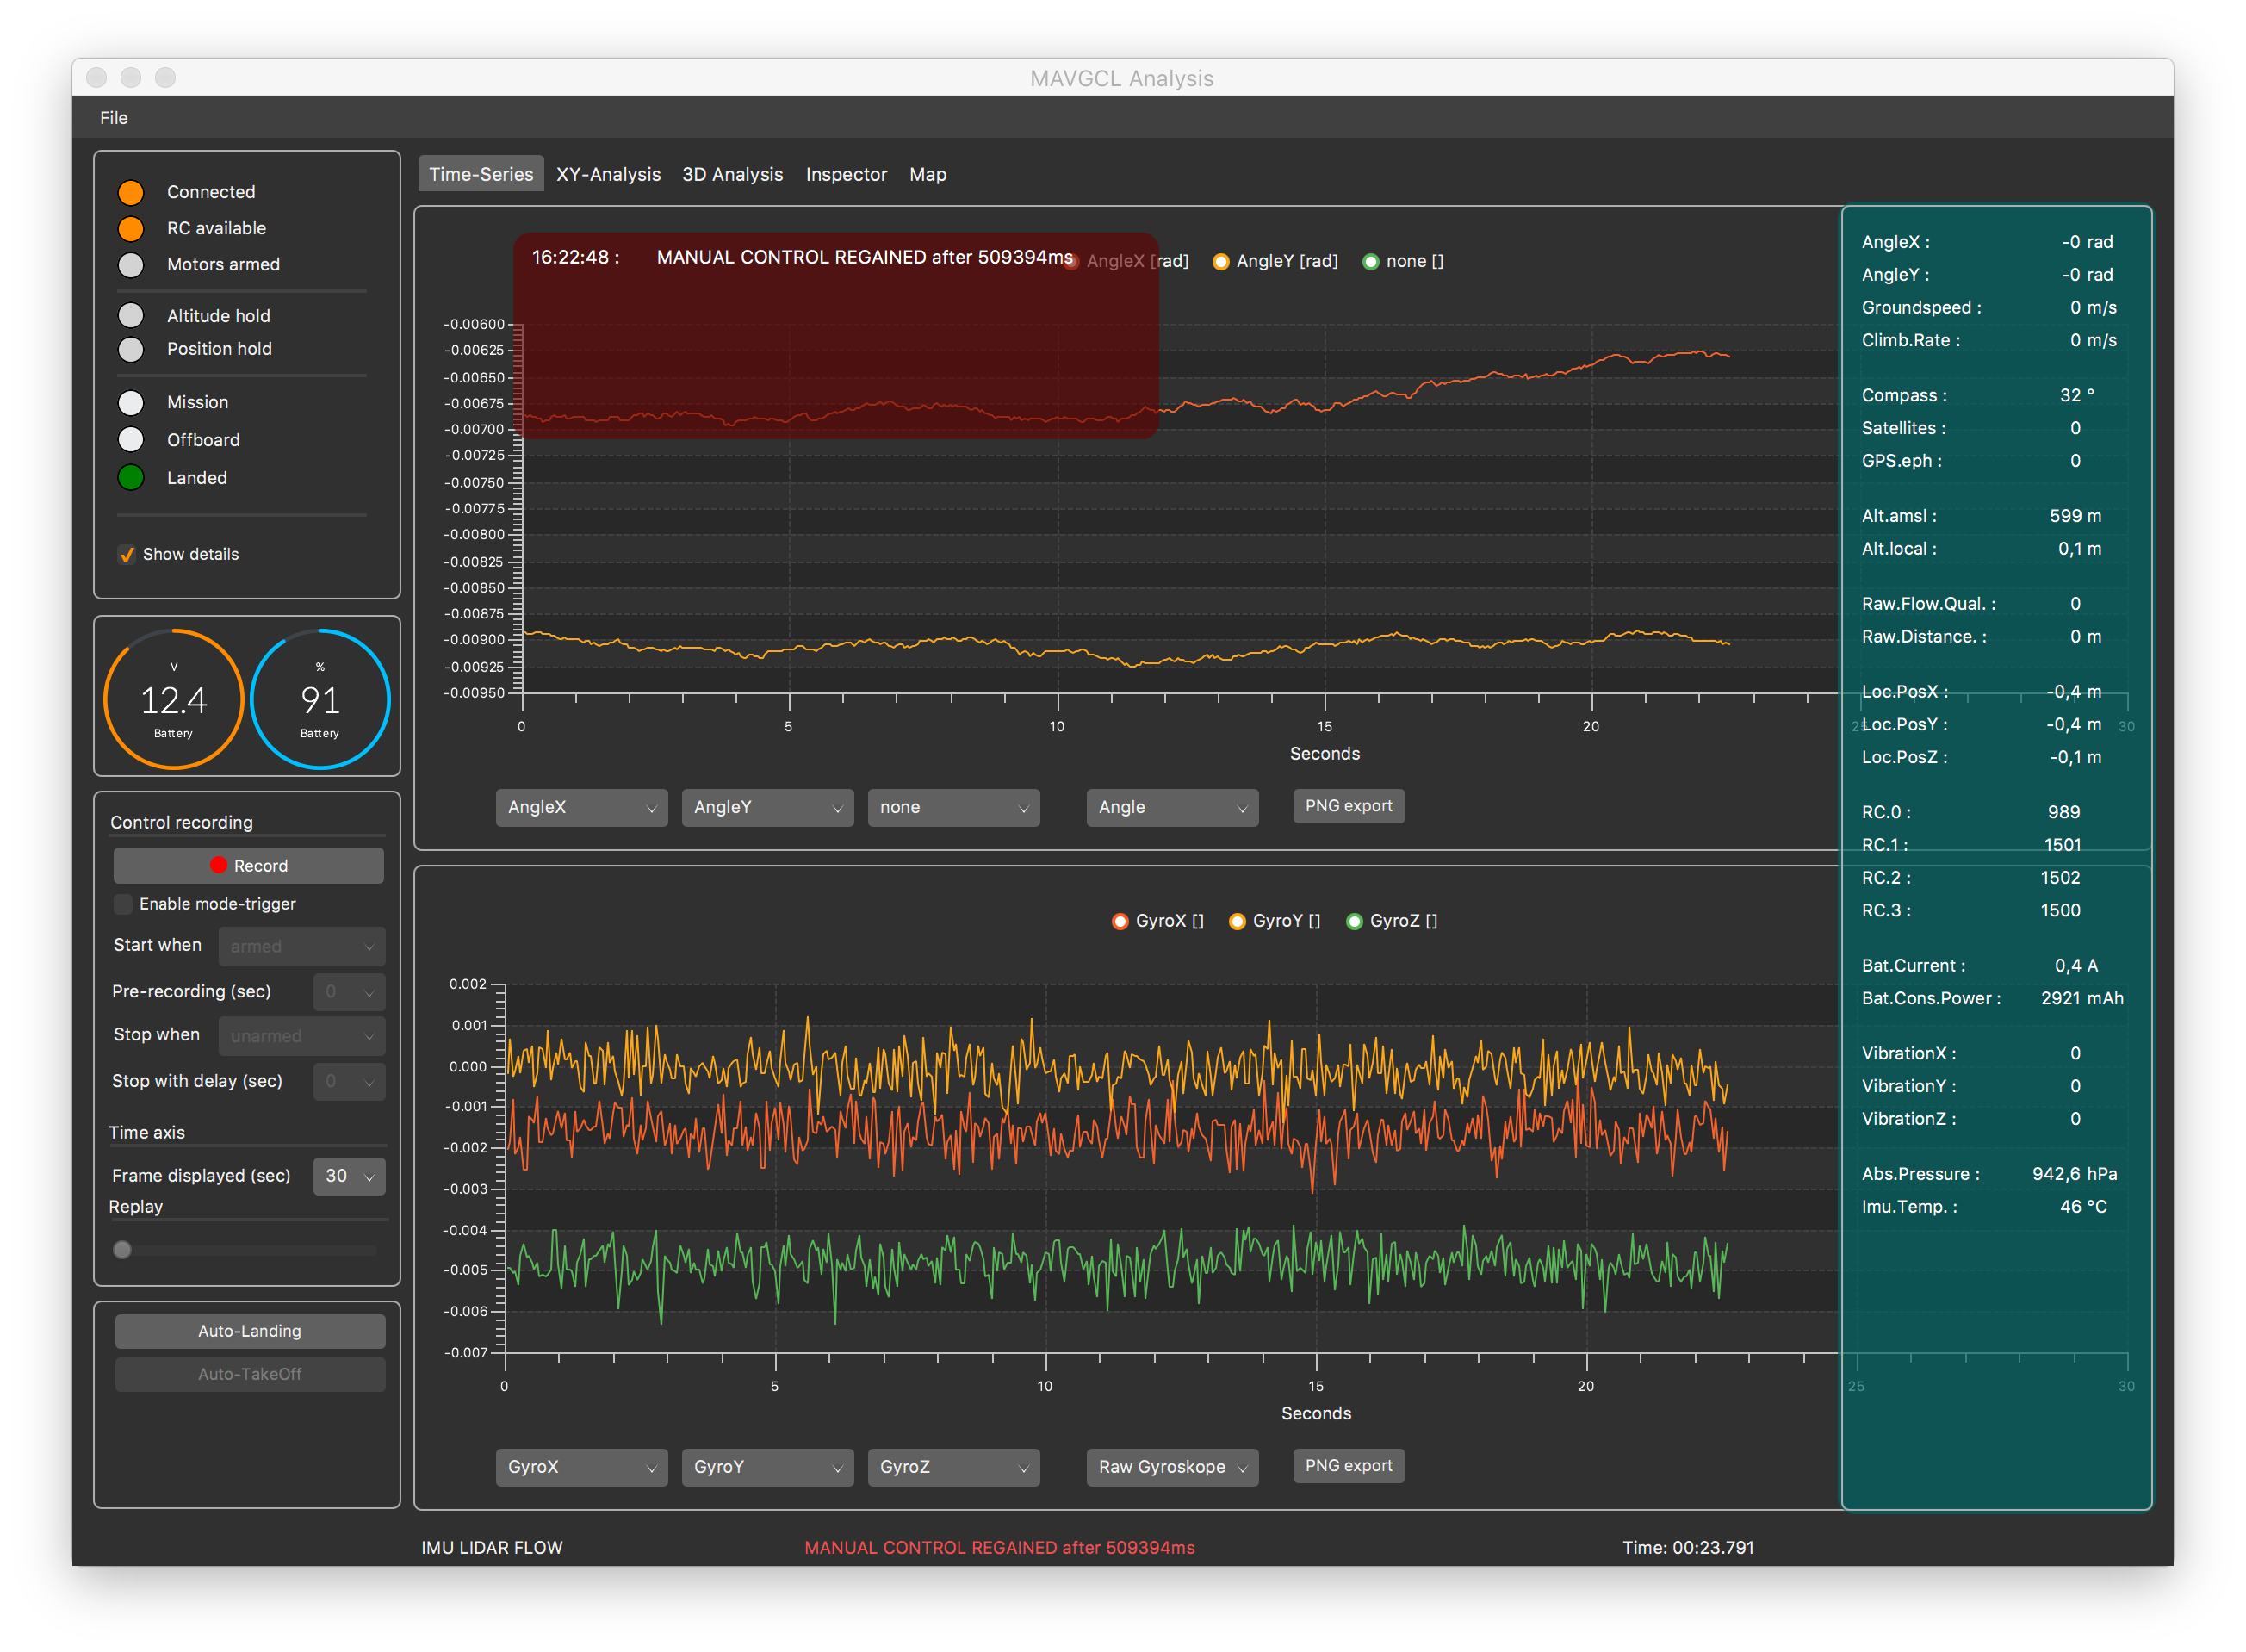 MAVGCL Analysis
File
Connected
RC available
Motors armed
Altitude hold
Position hold
Mission
Offboard
Landed
Show details
V
12.4
Battery
%
91
Battery
Control recording
Record
Enable mode-trigger
Start when armed
Pre-recording (sec) 0
Stop when unarmed
Stop with delay (sec) 0
Time axis
Frame displayed (sec) 30
Replay
Auto-Landing
Auto-TakeOff
Time-Series XY-Analysis 3D Analysis Inspector Map
16:22:48 : MANUAL CONTROL REGAINED after 509394ms
AngleX [rad] AngleY [rad] none []
-0.00600
-0.00625
-0.00650
-0.00675
-0.00700
-0.00725
-0.00750
-0.00775
-0.00800
-0.00825
-0.00850
-0.00875
-0.00900
-0.00925
-0.00950
0 5 10 15 20 25 30
Seconds
AngleX AngleY none Angle PNG export
GyroX [] GyroY [] GyroZ []
0.002
0.001
0.000
-0.001
-0.002
-0.003
-0.004
-0.005
-0.006
-0.007
0 5 10 15 20 25 30
Seconds
GyroX GyroY GyroZ Raw Gyroskope PNG export
AngleX : -0 rad
AngleY : -0 rad
Groundspeed : 0 m/s
Climb.Rate : 0 m/s
Compass : 32 °
Satellites : 0
GPS.eph : 0
Alt.amsl : 599 m
Alt.local : 0,1 m
Raw.Flow.Qual. : 0
Raw.Distance. : 0 m
Loc.PosX : -0,4 m
Loc.PosY : -0,4 m
Loc.PosZ : -0,1 m
RC.0 : 989
RC.1 : 1501
RC.2 : 1502
RC.3 : 1500
Bat.Current : 0,4 A
Bat.Cons.Power : 2921 mAh
VibrationX : 0
VibrationY : 0
VibrationZ : 0
Abs.Pressure : 942,6 hPa
Imu.Temp. : 46 °C
IMU LIDAR FLOW MANUAL CONTROL REGAINED after 509394ms Time: 00:23.791